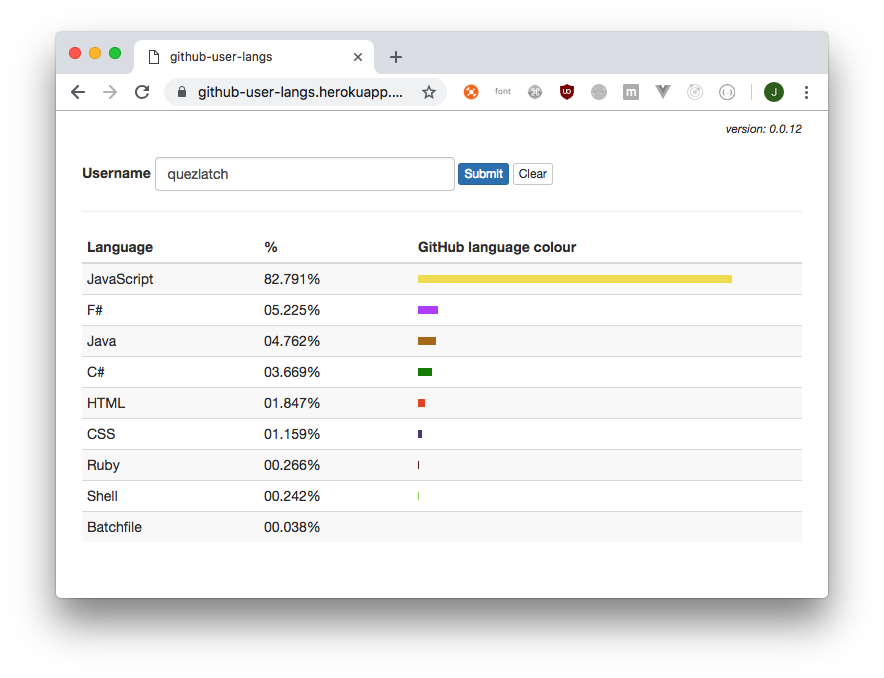 github-user-langs
github-user-langs.herokuapp....
font
UD
m
J
version: 0.0.12
Username quezlatch Submit Clear
Language % GitHub language colour
JavaScript 82.791%
F# 05.225%
Java 04.762%
C# 03.669%
HTML 01.847%
CSS 01.159%
Ruby 00.266%
Shell 00.242%
Batchfile 00.038%